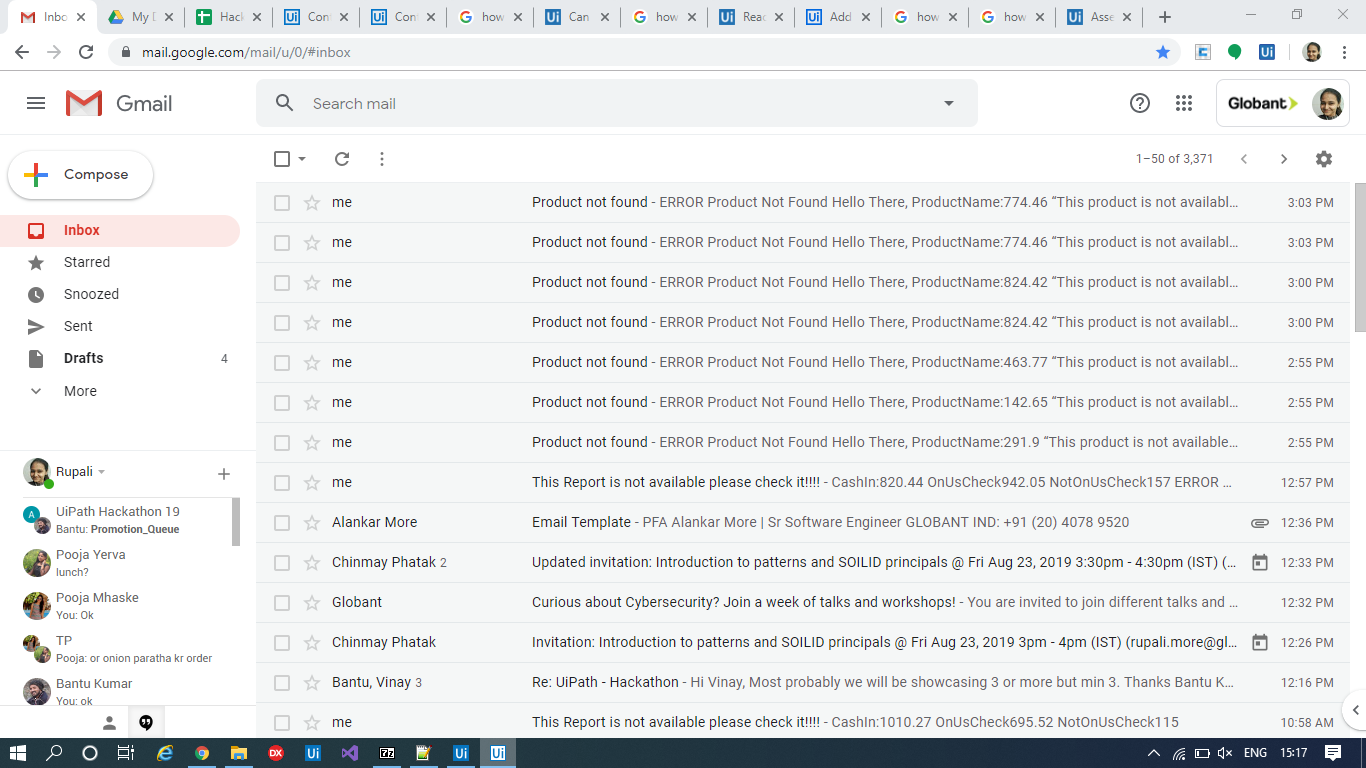 Inbo
My D
Hack
Cont
Com
how
Can
how
Reac
Add
how
how
Asse
mail.google.com/mail/u/0/#inbox
Gmail
Search mail
Globant
Compose
1–50 of 3,371
Inbox
Starred
Snoozed
Sent
Drafts 4
More
me Product not found - ERROR Product Not Found Hello There, ProductName:774.46 “This product is not availabl... 3:03 PM
me Product not found - ERROR Product Not Found Hello There, ProductName:774.46 “This product is not availabl... 3:03 PM
me Product not found - ERROR Product Not Found Hello There, ProductName:824.42 “This product is not availabl... 3:00 PM
me Product not found - ERROR Product Not Found Hello There, ProductName:824.42 “This product is not availabl... 3:00 PM
me Product not found - ERROR Product Not Found Hello There, ProductName:463.77 “This product is not availabl... 2:55 PM
me Product not found - ERROR Product Not Found Hello There, ProductName:142.65 “This product is not availabl... 2:55 PM
me Product not found - ERROR Product Not Found Hello There, ProductName:291.9 “This product is not available... 2:55 PM
me This Report is not available please check it!!!! - CashIn:820.44 OnUsCheck942.05 NotOnUsCheck157 ERROR ... 12:57 PM
Alankar More Email Template - PFA Alankar More | Sr Software Engineer GLOBANT IND: +91 (20) 4078 9520 12:36 PM
Chinmay Phatak 2 Updated invitation: Introduction to patterns and SOILID principals @ Fri Aug 23, 2019 3:30pm - 4:30pm (IST) (... 12:33 PM
Globant Curious about Cybersecurity? Join a week of talks and workshops! - You are invited to join different talks and ... 12:32 PM
Chinmay Phatak Invitation: Introduction to patterns and SOILID principals @ Fri Aug 23, 2019 3pm - 4pm (IST) (rupali.more@gl... 12:26 PM
Bantu, Vinay 3 Re: UiPath - Hackathon - Hi Vinay, Most probably we will be showcasing 3 or more but min 3. Thanks Bantu K... 12:16 PM
me This Report is not available please check it!!!! - CashIn:1010.27 OnUsCheck695.52 NotOnUsCheck115 10:58 AM
Rupali
A
UiPath Hackathon 19
Bantu: Promotion_Queue
Pooja Yerva
lunch?
Pooja Mhaske
You: Ok
TP
Pooja: or onion paratha kr order
Bantu Kumar
You: ok
ENG 15:17